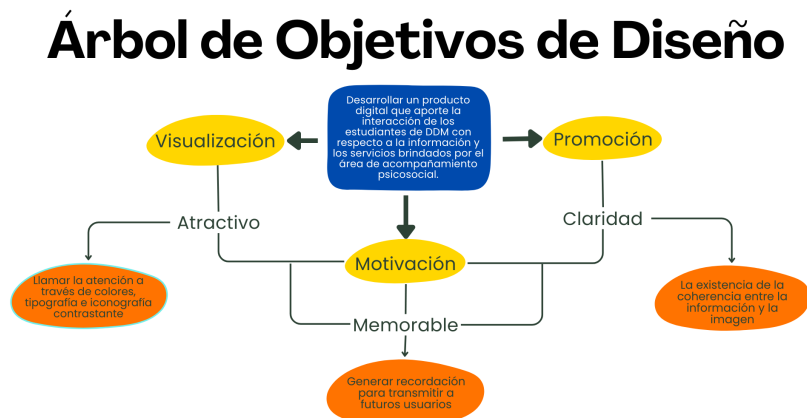 Árbol de Objetivos de Diseño
Desarrollar un producto
digital que aporte la
interacción de los
estudiantes de DDM con
respecto a la información y
los servicios brindados por el
área de acompañamiento
psicosocial.
Visualización
Promoción
Atractivo
Claridad
Motivación
Llamar la atención a
través de colores,
tipografía e iconografía
contrastante
La existencia de la
coherencia entre la
información y la
imagen
Memorable
Generar recordación
para transmitir a
futuros usuarios